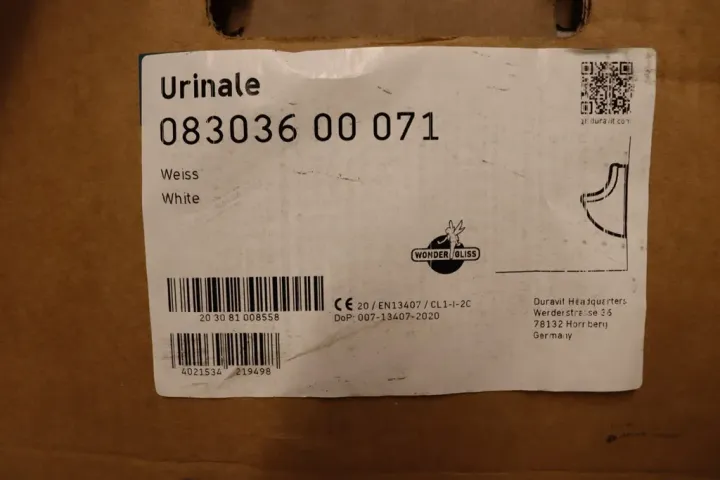 Urinale
083036 00 071
Weiss
White
WONDER GLISS
20 30 81 008558
CE 20 / EN13407 / CL1-I-2C
DoP: 007-13407-2020
4021534 219498
Duravit Headquarters
Werderstrasse 36
78132 Hornberg
Germany